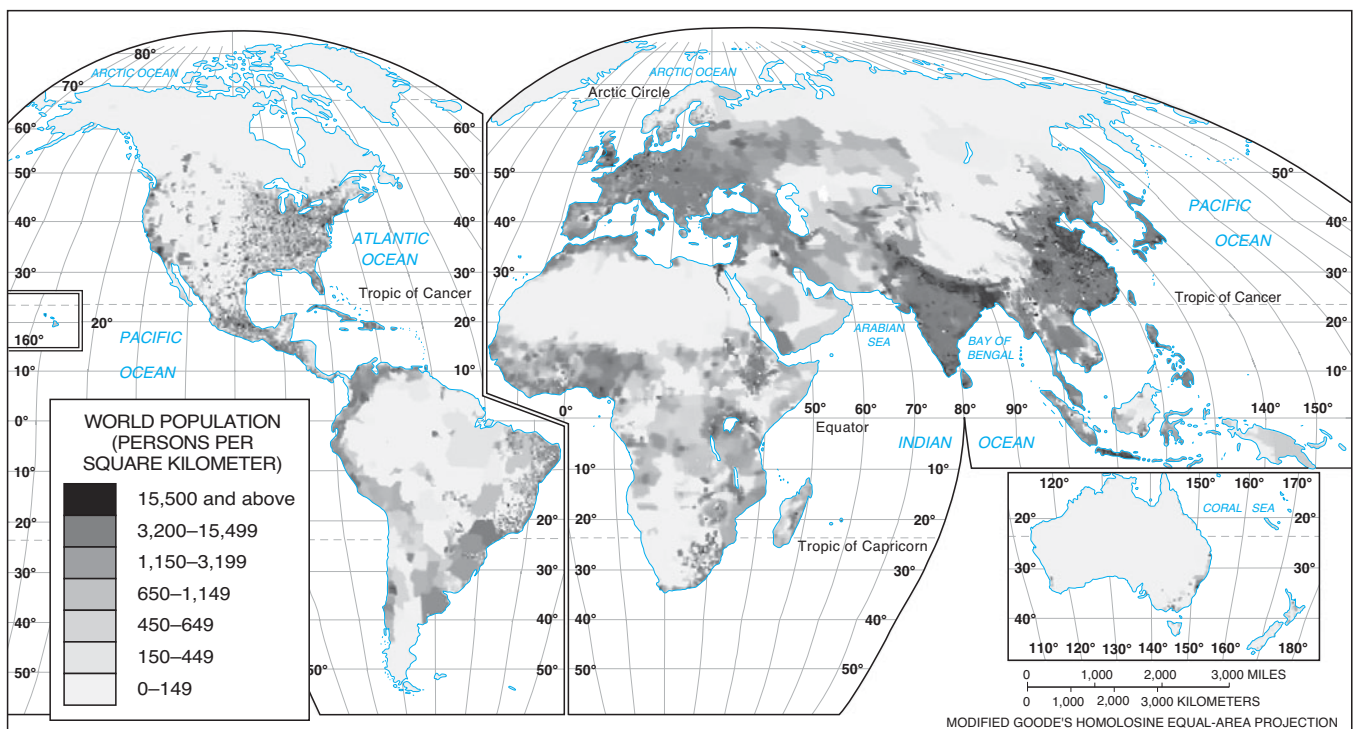 80°
ARCTIC OCEAN
70°
60°
50°
40°
30°
ATLANTIC
OCEAN
Tropic of Cancer
20°
160°
PACIFIC
OCEAN
10°
ARCTIC OCEAN
Arctic Circle
60°
50°
40°
30°
20°
10°
50°
40°
30°
20°
10°
PACIFIC
OCEAN
Tropic of Cancer
ARABIAN
SEA
BAY OF
BENGAL
0°
50°
60°
70°
80°
90°
140°
150°
0°
Equator
INDIAN
OCEAN
10°
20°
Tropic of Capricorn
30°
40°
50°
0°
10°
20°
30°
40°
50°
10°
20°
30°
40°
50°
10°
20°
30°
40°
50°
50°
WORLD POPULATION
(PERSONS PER
SQUARE KILOMETER)
15,500 and above
3,200–15,499
1,150–3,199
650–1,149
450–649
150–449
0–149
120°
150°
170°
CORAL SEA
20°
20°
30°
30°
40°
40°
110°
120°
130°
140°
150°
160°
180°
0 1,000 2,000 3,000 MILES
0 1,000 2,000 3,000 KILOMETERS
MODIFIED GOODE'S HOMOLOSINE EQUAL-AREA PROJECTION